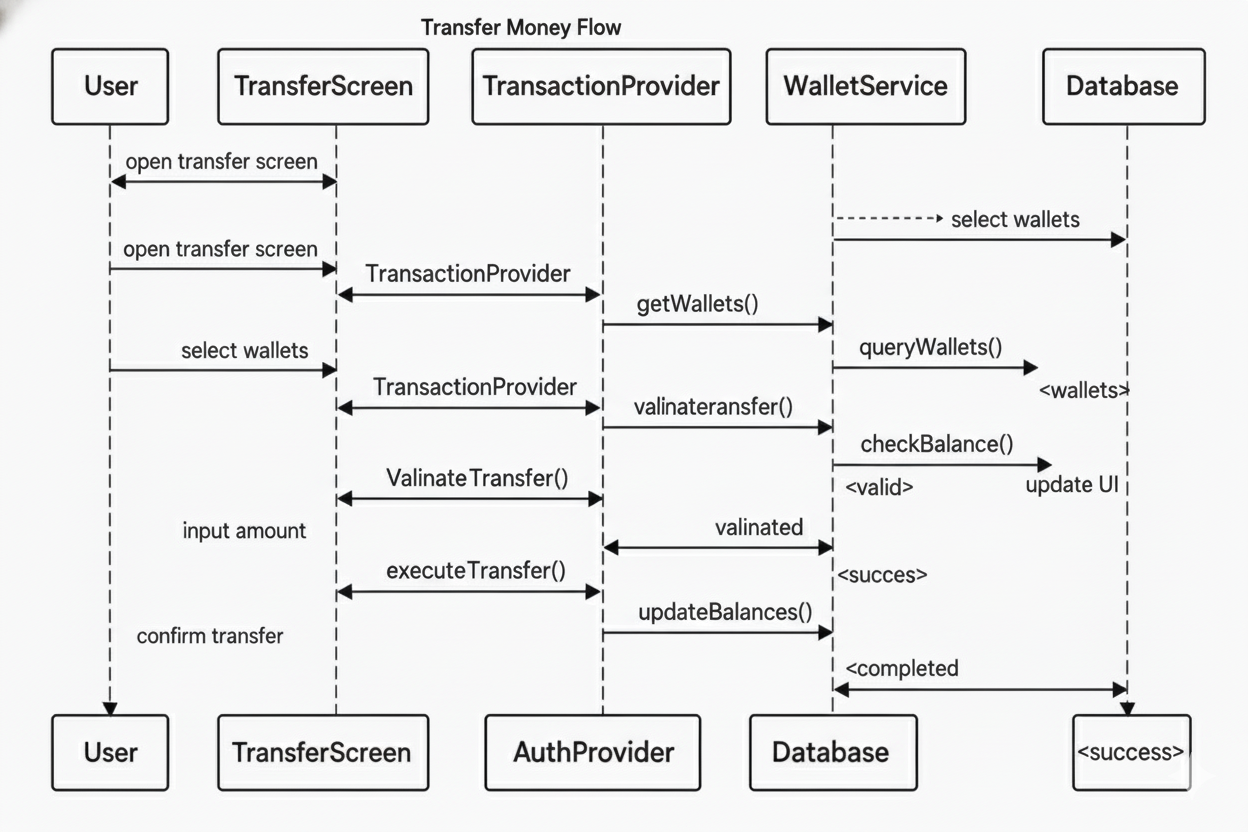 Transfer Money Flow
User
TransferScreen
TransactionProvider
WalletService
Database
open transfer screen
select wallets
open transfer screen
TransactionProvider
getWallets()
select wallets
queryWallets()
TransactionProvider
<wallets>
valinateransfer()
checkBalance()
ValinateTransfer()
<valid>
update UI
input amount
valinated
executeTransfer()
<succes>
updateBalances()
confirm transfer
<completed
User
TransferScreen
AuthProvider
Database
<success>